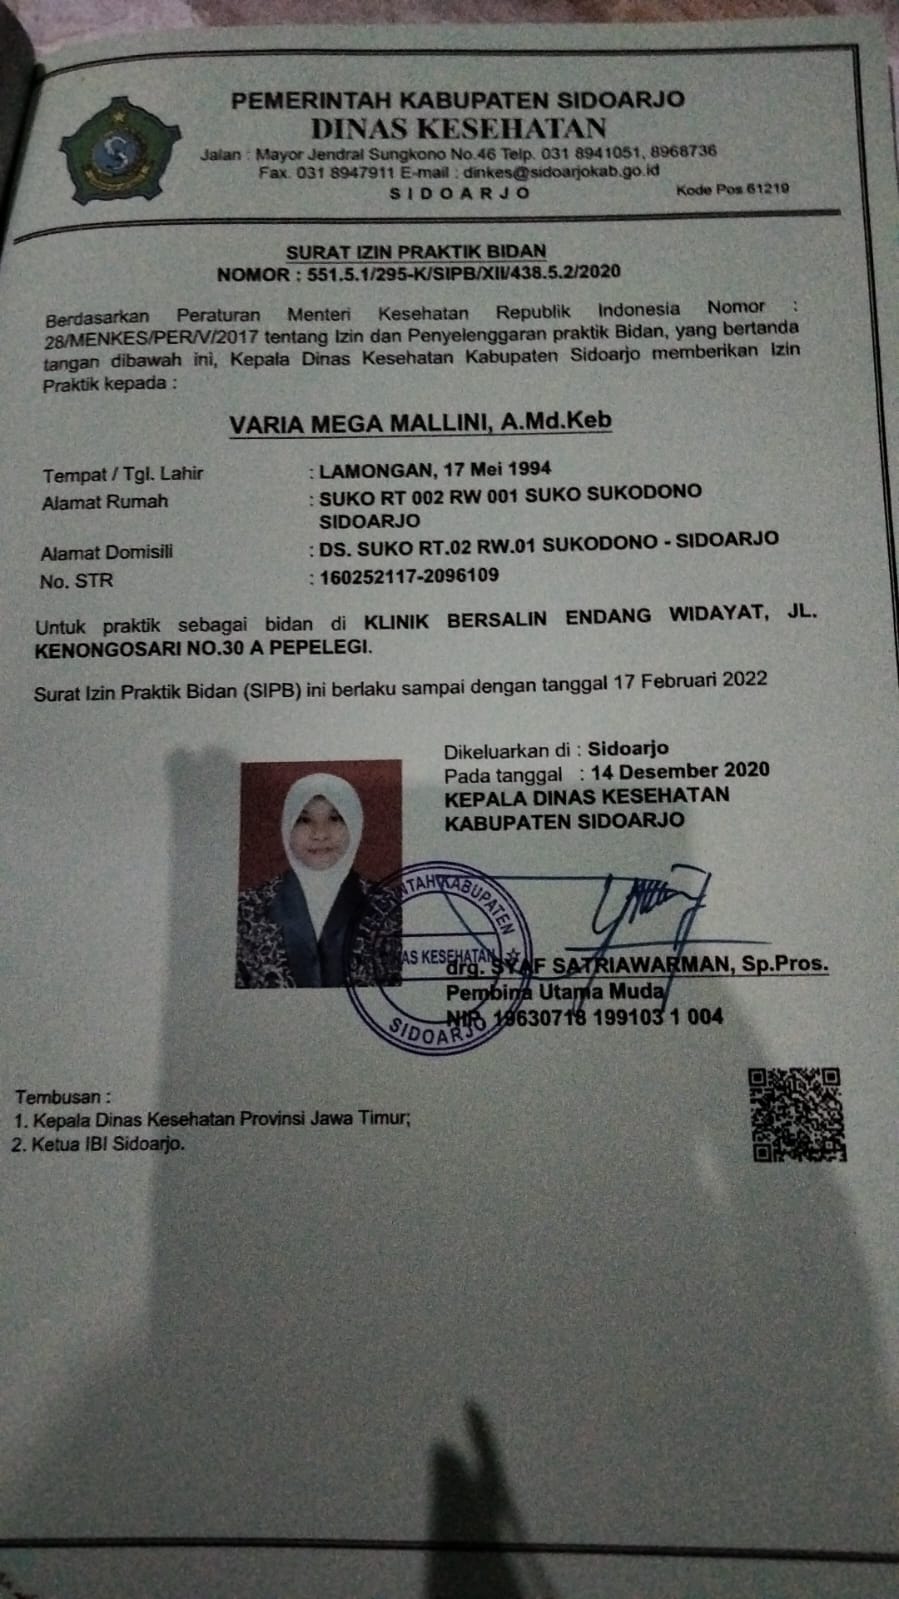 PEMERINTAH KABUPATEN SIDOARJO
DINAS KESEHATAN
Jalan : Mayor Jendral Sungkono No.46 Telp. 031 8941051, 8968736
Fax. 031 8947911 E-mail : dinkes@sidoarjokab.go.id
SIDOARJO
Kode Pos 61219
SURAT IZIN PRAKTIK BIDAN
NOMOR : 551.5.1/295-K/SIPB/XII/438.5.2/2020
Berdasarkan Peraturan Menteri Kesehatan Republik Indonesia Nomor :
28/MENKES/PER/V/2017 tentang Izin dan Penyelenggaran praktik Bidan, yang bertanda
tangan dibawah ini, Kepala Dinas Kesehatan Kabupaten Sidoarjo memberikan Izin
Praktik kepada :
VARIA MEGA MALLINI, A.Md.Keb
Tempat / Tgl. Lahir : LAMONGAN, 17 Mei 1994
Alamat Rumah : SUKO RT 002 RW 001 SUKO SUKODONO
SIDOARJO
Alamat Domisili : DS. SUKO RT.02 RW.01 SUKODONO - SIDOARJO
No. STR : 160252117-2096109
Untuk praktik sebagai bidan di KLINIK BERSALIN ENDANG WIDAYAT, JL.
KENONGOSARI NO.30 A PEPELEGI.
Surat Izin Praktik Bidan (SIPB) ini berlaku sampai dengan tanggal 17 Februari 2022
Dikeluarkan di : Sidoarjo
Pada tanggal : 14 Desember 2020
KEPALA DINAS KESEHATAN
KABUPATEN SIDOARJO
KABUPATEN
KESEHATAN
SIDOARJO
drg. SYAF SATRIAWARMAN, Sp.Pros.
Pembina Utama Muda
NIP. 19630718 199103 1 004
Tembusan :
1. Kepala Dinas Kesehatan Provinsi Jawa Timur;
2. Ketua IBI Sidoarjo.